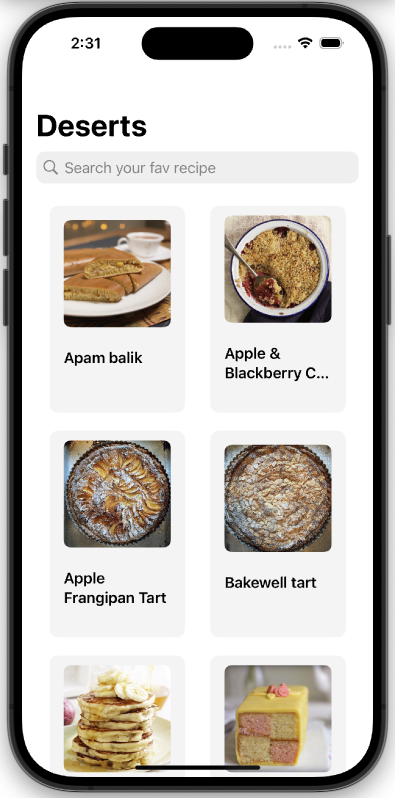 2:31
Deserts
Search your fav recipe
Apam balik
Apple &
Blackberry C...
Apple
Frangipan Tart
Bakewell tart